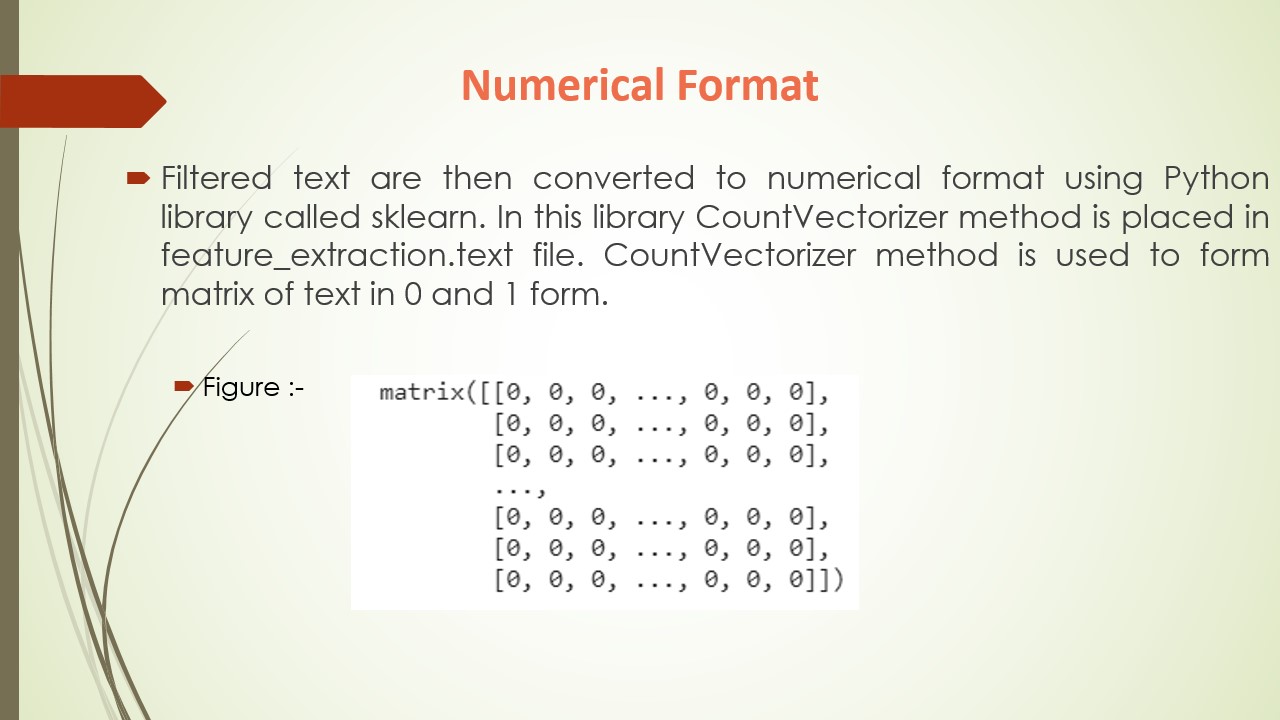 Numerical Format
Filtered text are then converted to numerical format using Python
library called sklearn. In this library CountVectorizer method is placed in
feature_extraction.text file. CountVectorizer method is used to form
matrix of text in 0 and 1 form.
Figure :-
matrix([[0, 0, 0, ..., 0, 0, 0],
[0, 0, 0, ..., 0, 0, 0],
[0, 0, 0, ..., 0, 0, 0],
...,
[0, 0, 0, ..., 0, 0, 0],
[0, 0, 0, ..., 0, 0, 0],
[0, 0, 0, ..., 0, 0, 0]])